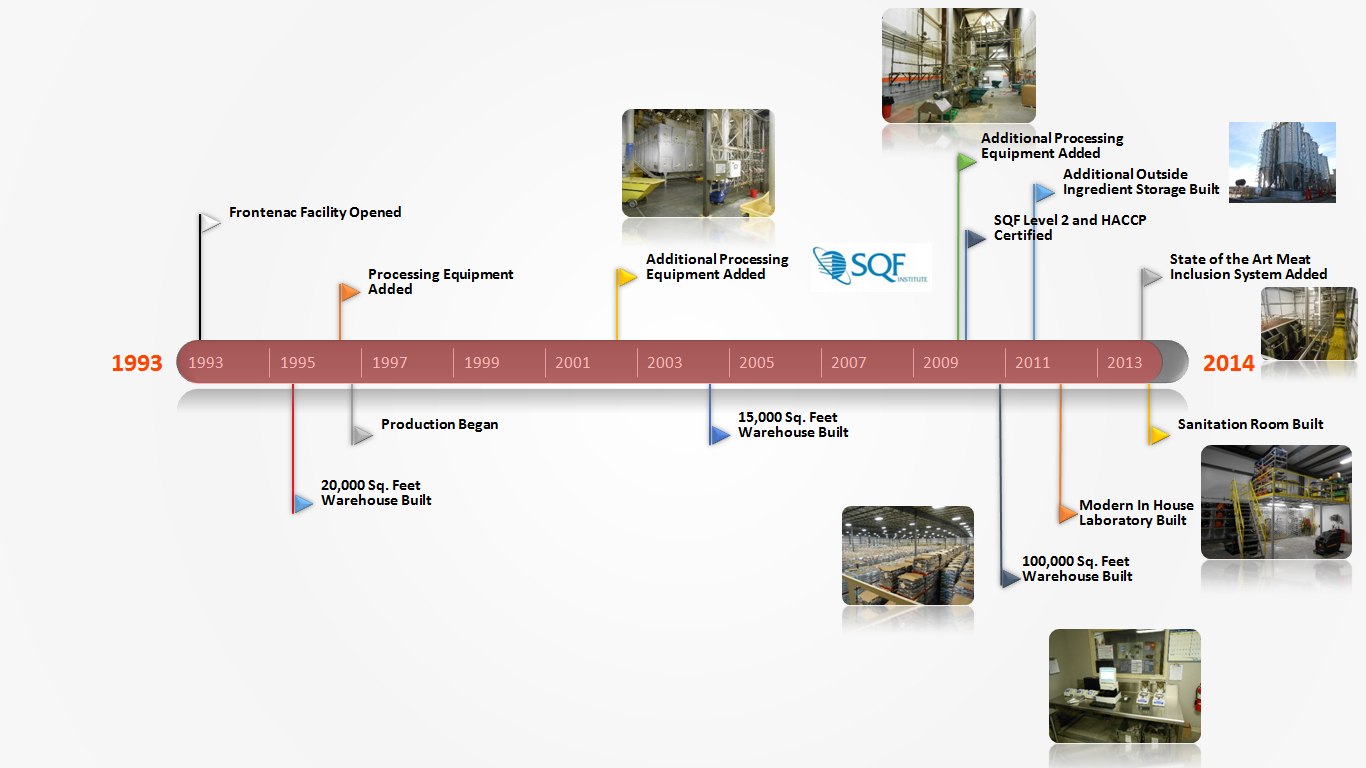 Additional Processing
Equipment Added
Additional Outside
Ingredient Storage Built
Frontenac Facility Opened
SQF Level 2 and HACCP
Certified
Additional Processing
Equipment Added
SQF
INSTITUTE
State of the Art Meat
Inclusion System Added
Processing Equipment
Added
1993
1993
1995
1997
1999
2001
2003
2005
2007
2009
2011
2013
2014
Production Began
15,000 Sq. Feet
Warehouse Built
Sanitation Room Built
20,000 Sq. Feet
Warehouse Built
Modern In House
Laboratory Built
100,000 Sq. Feet
Warehouse Built